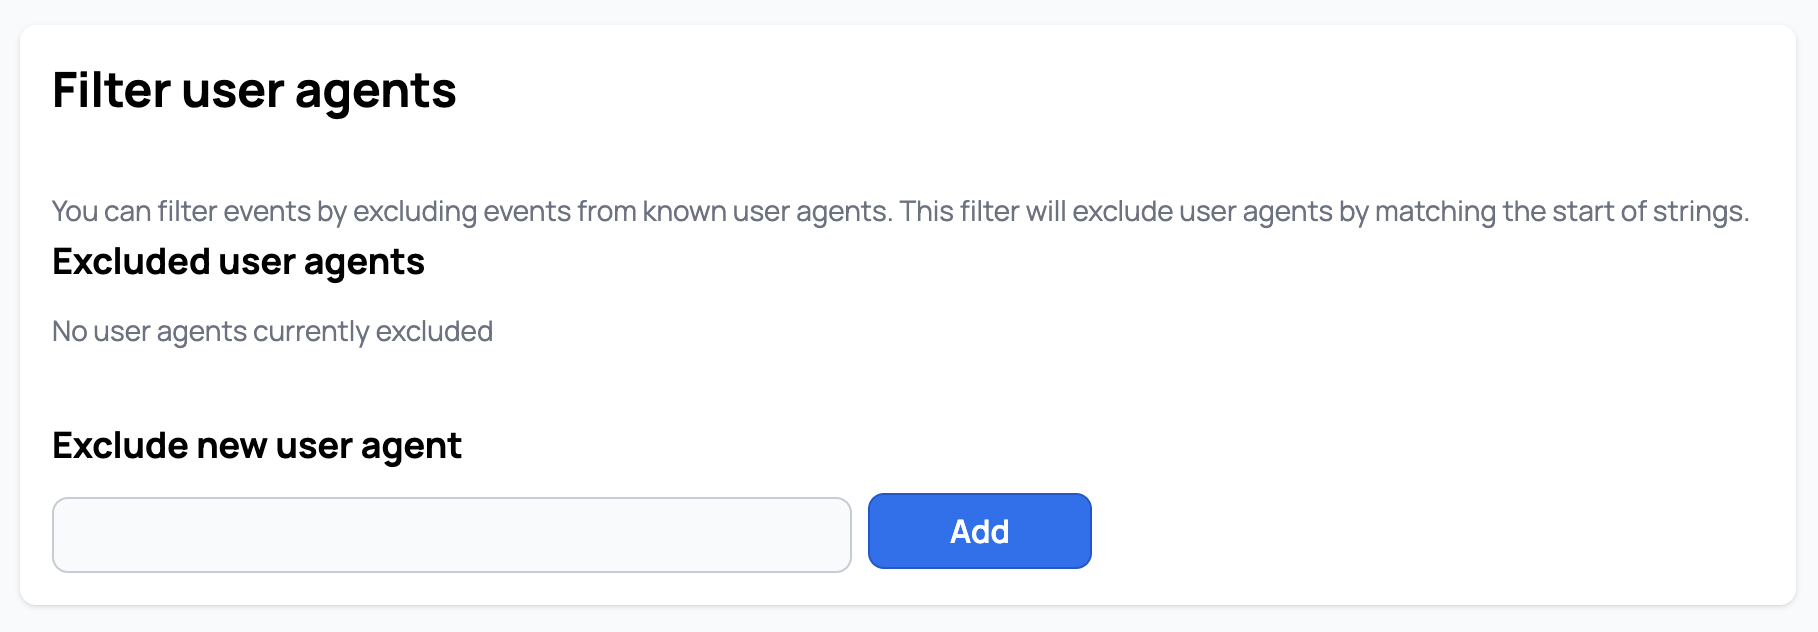 Filter user agents
You can filter events by excluding events from known user agents. This filter will exclude user agents by matching the start of strings.
Excluded user agents
No user agents currently excluded
Exclude new user agent
Add